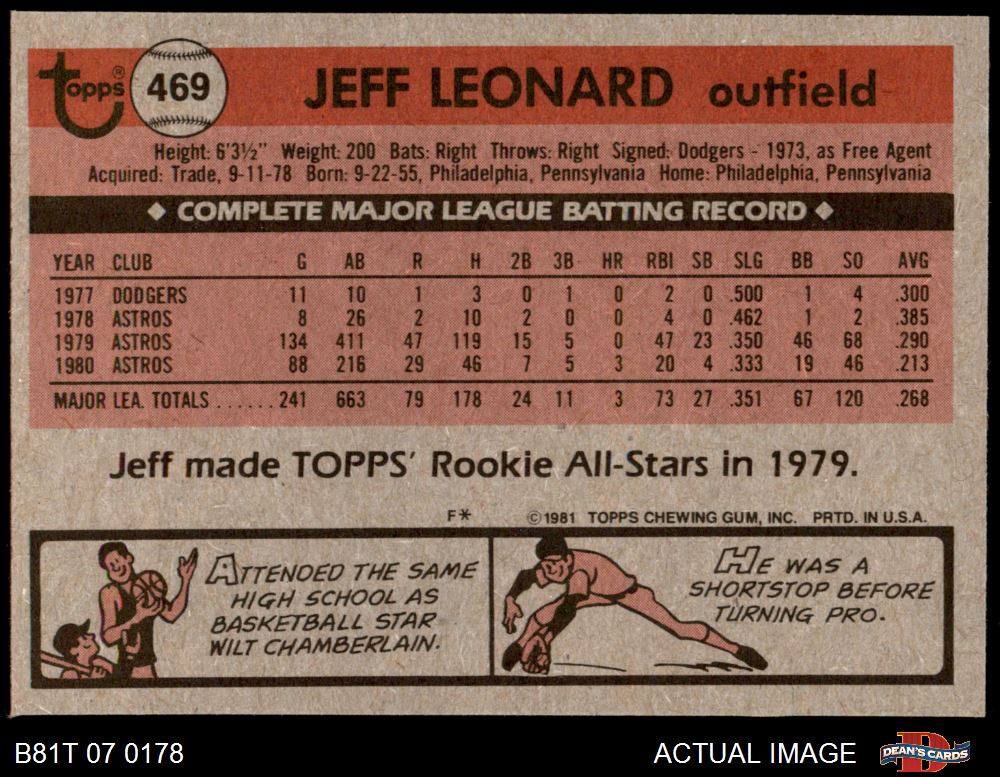 topps® 469 JEFF LEONARD outfield
Height: 6'3½" Weight: 200 Bats: Right Throws: Right Signed: Dodgers - 1973, as Free Agent
Acquired: Trade, 9-11-78 Born: 9-22-55, Philadelphia, Pennsylvania Home: Philadelphia, Pennsylvania
◆ COMPLETE MAJOR LEAGUE BATTING RECORD ◆
YEAR CLUB G AB R H 2B 3B HR RBI SB SLG BB SO AVG
1977 DODGERS 11 10 1 3 0 1 0 2 0 .500 1 4 .300
1978 ASTROS 8 26 2 10 2 0 0 4 0 .462 1 2 .385
1979 ASTROS 134 411 47 119 15 5 0 47 23 .350 46 68 .290
1980 ASTROS 88 216 29 46 7 5 3 20 4 .333 19 46 .213
MAJOR LEA. TOTALS ...... 241 663 79 178 24 11 3 73 27 .351 67 120 .268
Jeff made TOPPS' Rookie All-Stars in 1979.
F* ©1981 TOPPS CHEWING GUM, INC. PRTD. IN U.S.A.
ATTENDED THE SAME
HIGH SCHOOL AS
BASKETBALL STAR
WILT CHAMBERLAIN.
HE WAS A
SHORTSTOP BEFORE
TURNING PRO.
B81T 07 0178 ACTUAL IMAGE DEAN'S CARDS